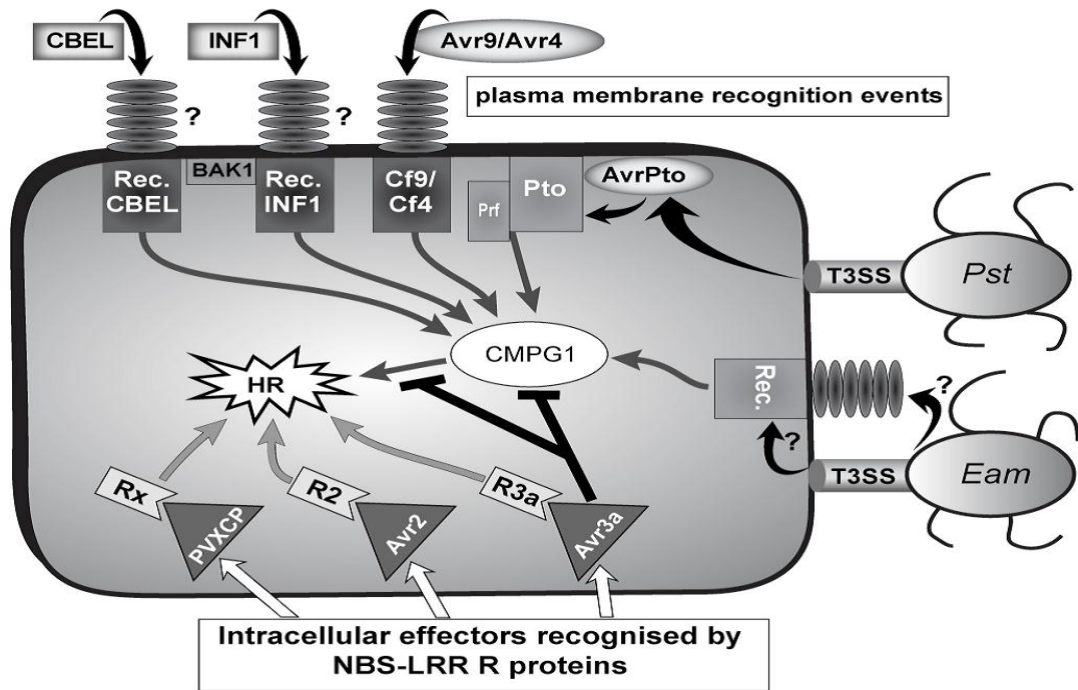 CBEL
INF1
Avr9/Avr4
plasma membrane recognition events
?
?
Rec.
CBEL
BAK1
Rec.
INF1
Cf9/
Cf4
Prf
Pto
AvrPto
T3SS
Pst
CMPG1
HR
Rec.
?
?
T3SS
Eam
Rx
PVXCP
R2
Avr2
R3a
Avr3a
Intracellular effectors recognised by
NBS-LRR R proteins